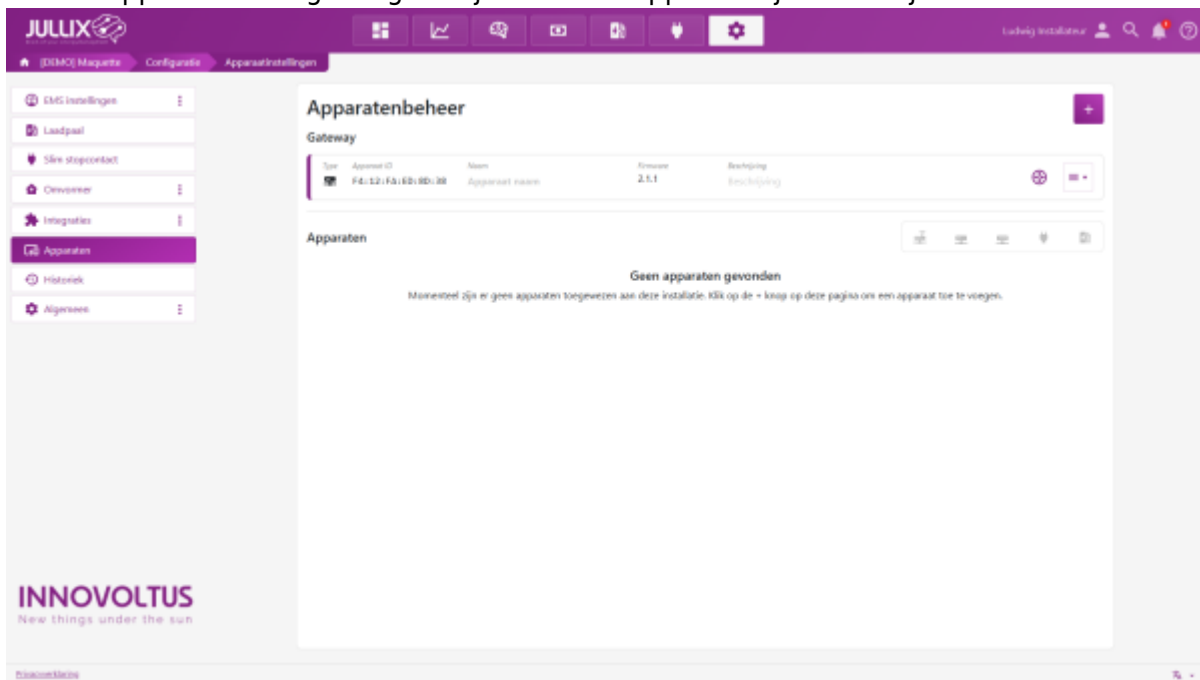 JULLIX
Ludwig Installateur
[DEMO] Maquette
Configuratie
Apparaatinstellingen
EMS instellingen
Laadpaal
Slim stopcontact
Omvormer
Integraties
Apparaten
Historiek
Algemeen
Apparatenbeheer
+
Gateway
Type
Apparaat ID
Naam
Firmware
Beschrijving
F4:12:FA:ED:8D:38
Apparaat naam
2.1.1
Beschrijving
Apparaten
Geen apparaten gevonden
Momenteel zijn er geen apparaten toegewezen aan deze installatie. Klik op de + knop op deze pagina om een apparaat toe te voegen.
INNOVOLTUS
New things under the sun
Privacyverklaring